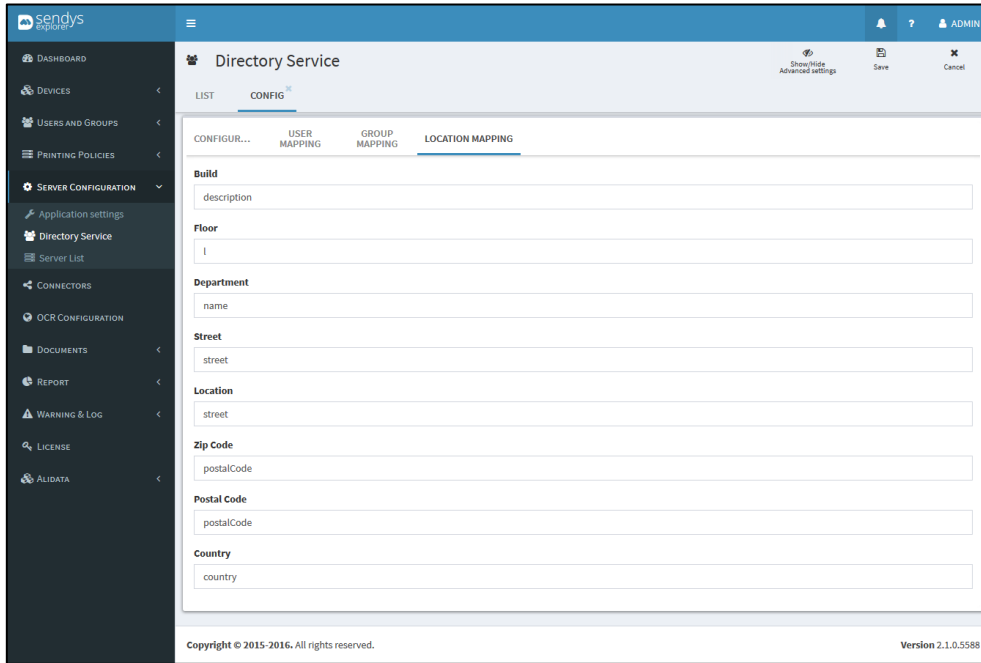 sendys
explorer
? ADMIN
Directory Service
Show/Hide
Advanced settings
Save
Cancel
LIST
CONFIG
DASHBOARD
DEVICES
USERS AND GROUPS
PRINTING POLICIES
SERVER CONFIGURATION
Application settings
Directory Service
Server List
CONNECTORS
OCR CONFIGURATION
DOCUMENTS
REPORT
WARNING & LOG
LICENSE
ALIDATA
CONFIGUR...
USER
MAPPING
GROUP
MAPPING
LOCATION MAPPING
Build
description
Floor
l
Department
name
Street
street
Location
street
Zip Code
postalCode
Postal Code
postalCode
Country
country
Copyright © 2015-2016. All rights reserved.
Version 2.1.0.5588